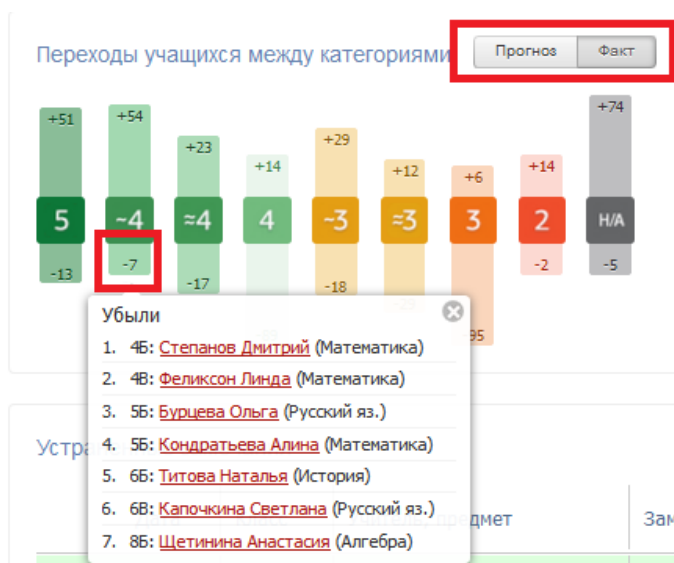 Переходы учащихся между категориями Прогноз Факт
+51 +54 +23 +14 +29 +12 +6 +14 +74
5 ~4 ≈4 4 ~3 ≈3 3 2 Н/А
-13 -7 -17 -18 -2 -5
95
Убыли
1. 4Б: Степанов Дмитрий (Математика)
2. 4В: Феликсон Линда (Математика)
3. 5Б: Бурцева Ольга (Русский яз.)
4. 5Б: Кондратьева Алина (Математика)
5. 6Б: Титова Наталья (История)
6. 6В: Капочкина Светлана (Русский яз.)
7. 8Б: Щетинина Анастасия (Алгебра)
Устра
предмет
Зам